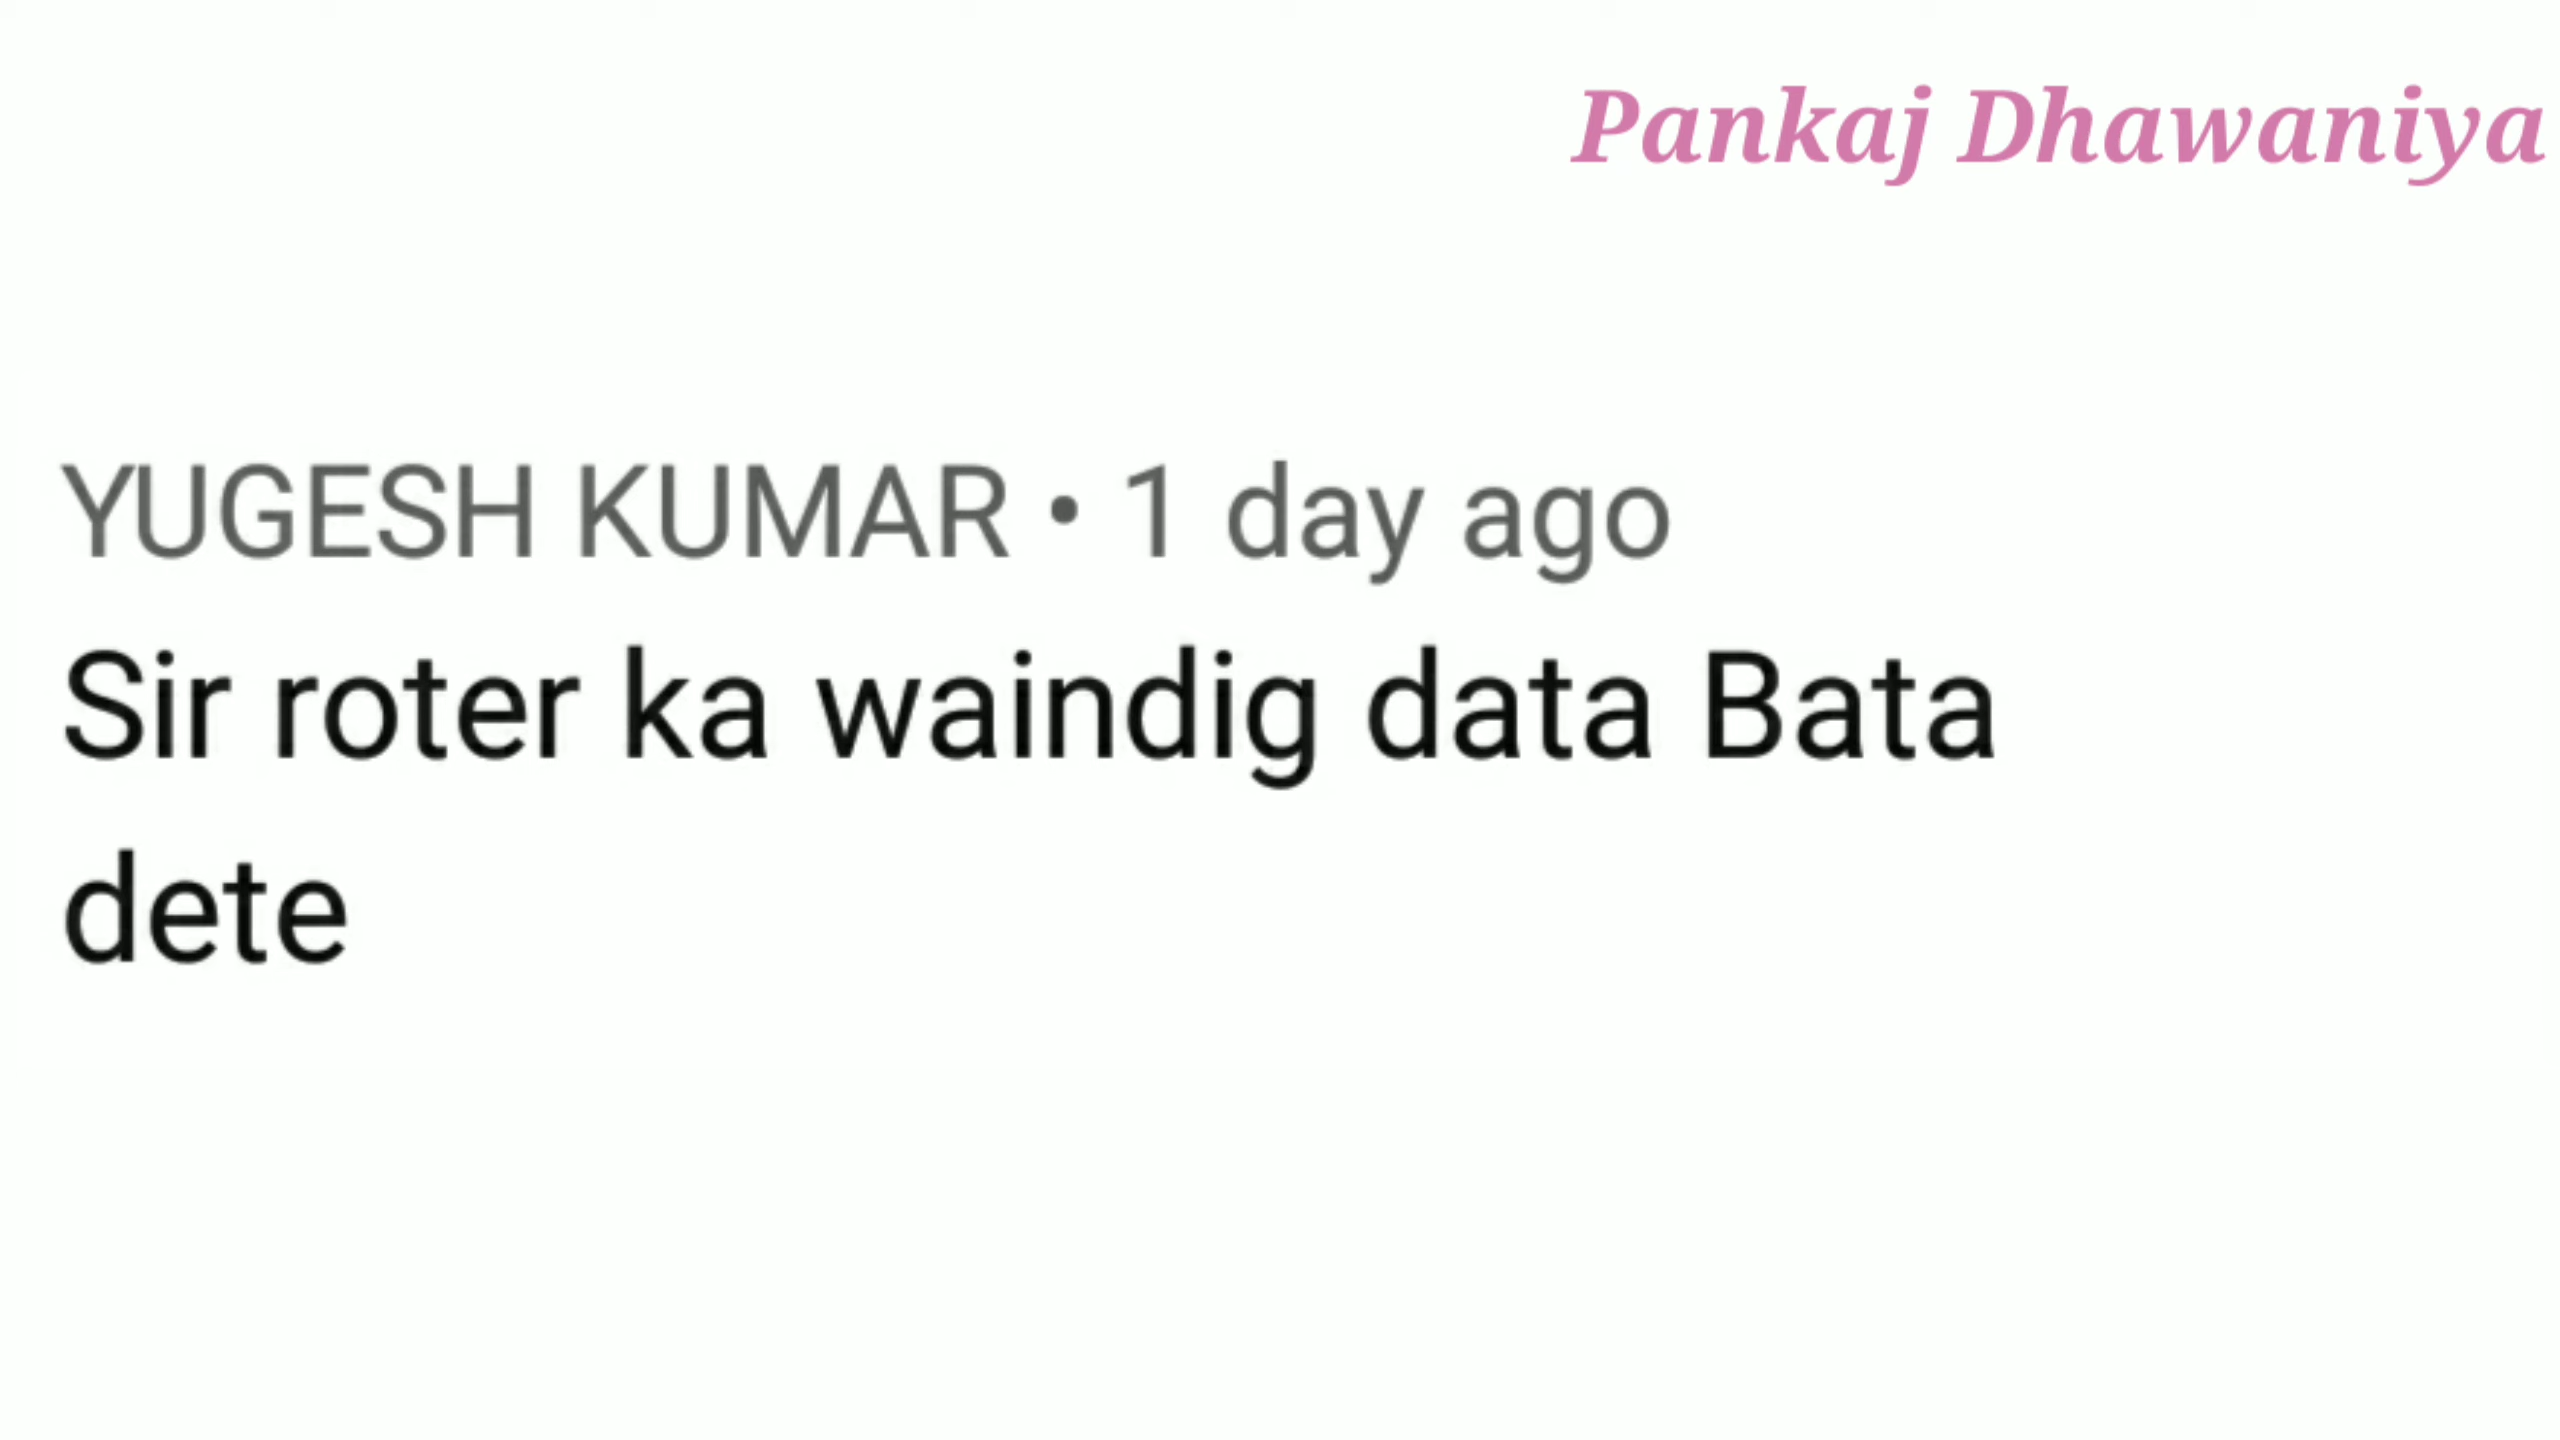 Pankaj Dhawaniya
YUGESH KUMAR • 1 day ago
Sir roter ka waindig data Bata
dete